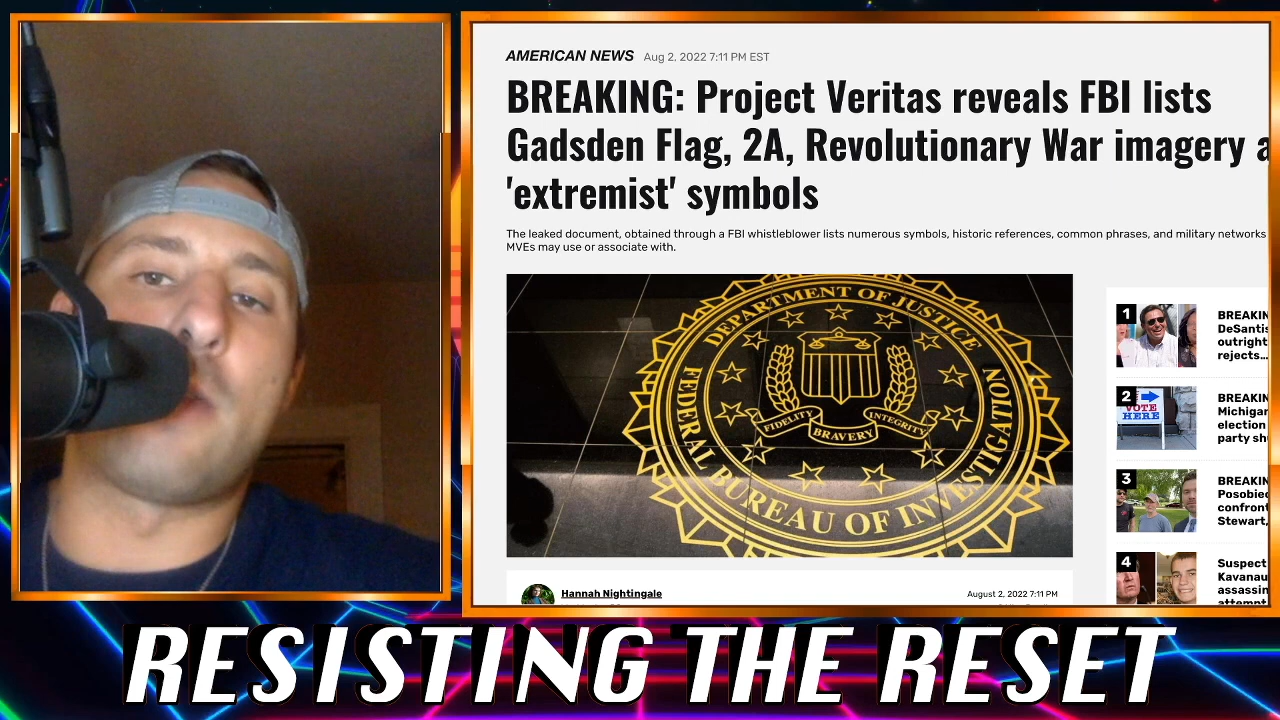 AMERICAN NEWS Aug 2, 2022 7:11 PM EST
BREAKING: Project Veritas reveals FBI lists
Gadsden Flag, 2A, Revolutionary War imagery a
'extremist' symbols
The leaked document, obtained through a FBI whistleblower lists numerous symbols, historic references, common phrases, and military networks
MVEs may use or associate with.
DEPARTMENT OF JUSTICE
FIDELITY BRAVERY INTEGRITY
FEDERAL BUREAU OF INVESTIGATION
1
BREAKIN
DeSantis
outright
rejects...
2
VOTE
HERE
BREAKIN
Michigan
election
party sh
3
BREAKIN
Posobiec
confront
Stewart,
4
Suspect
Kavanau
assassin
attempt
Hannah Nightingale August 2, 2022 7:11 PM
RESISTING THE RESET